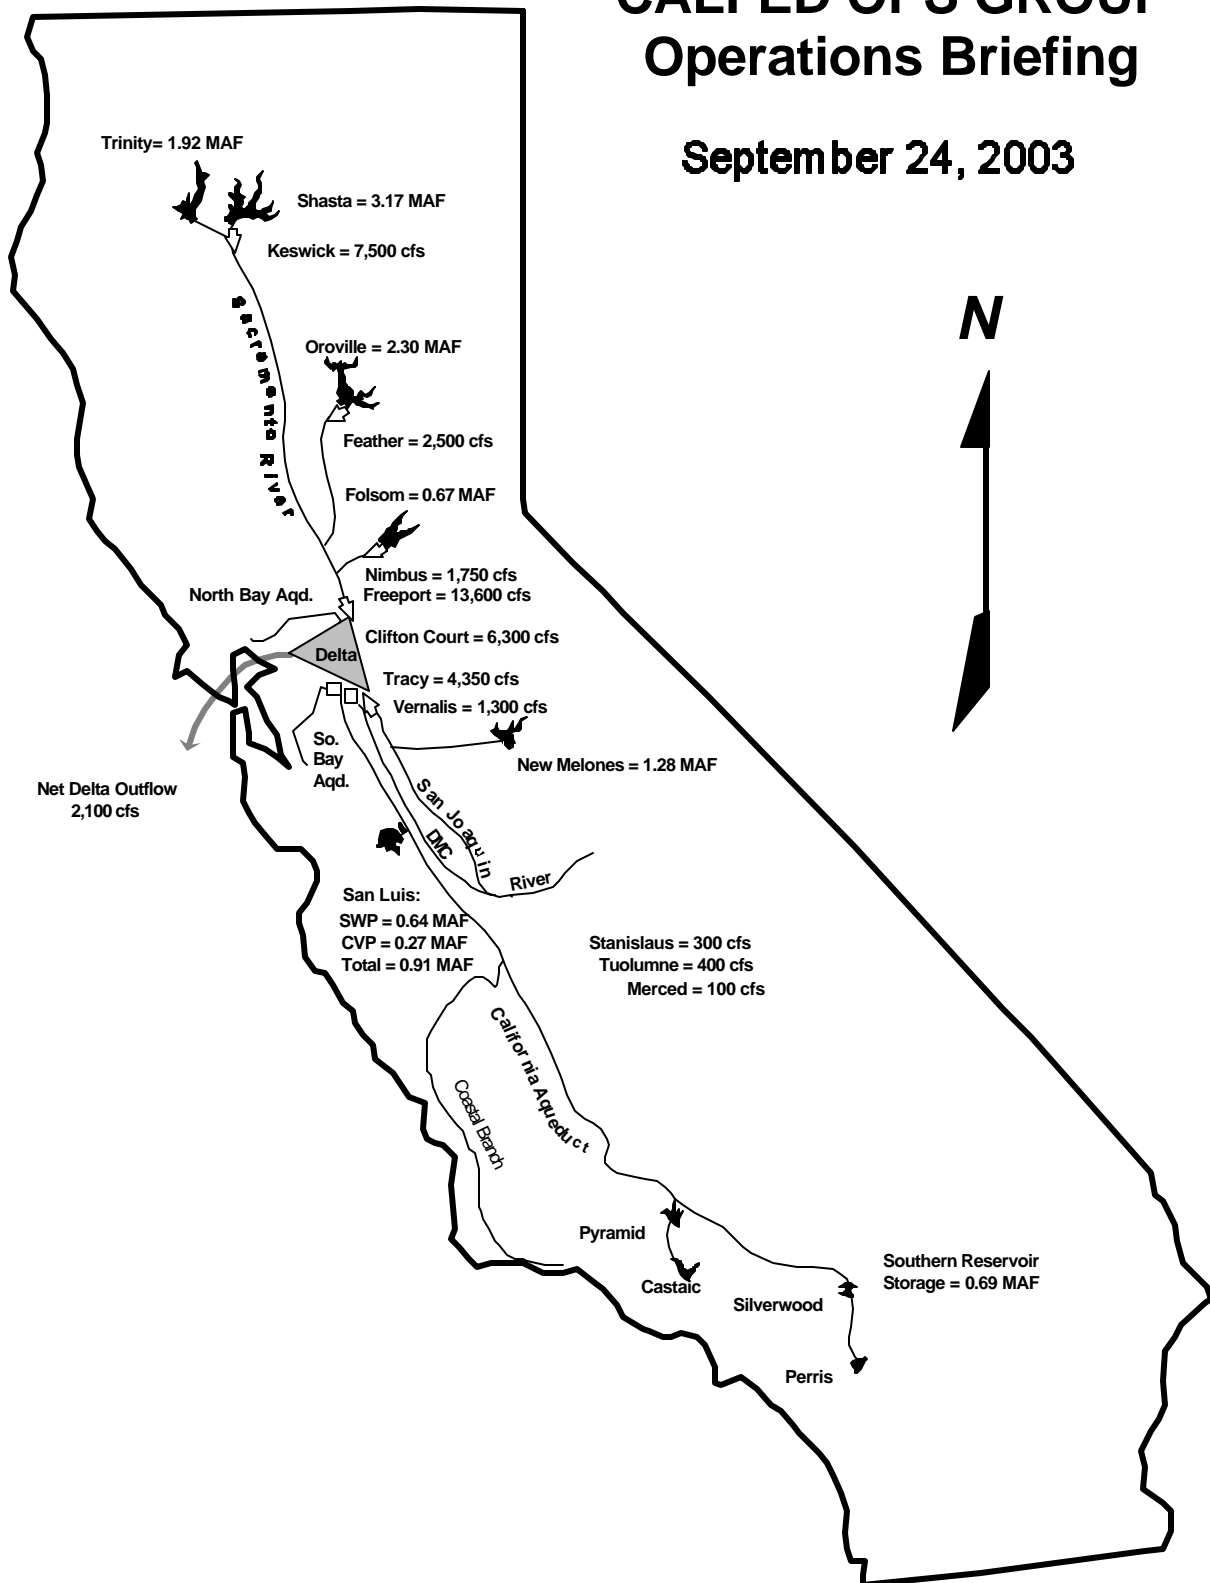 CALFED OPS GROUP
Operations Briefing
September 24, 2003
Trinity= 1.92 MAF
Shasta = 3.17 MAF
Keswick = 7,500 cfs
Sacramento River
N
Oroville = 2.30 MAF
Feather = 2,500 cfs
Folsom = 0.67 MAF
Nimbus = 1,750 cfs
North Bay Aqd.
Freeport = 13,600 cfs
Clifton Court = 6,300 cfs
Delta
Tracy = 4,350 cfs
Vernalis = 1,300 cfs
So.
Bay
Aqd.
New Melones = 1.28 MAF
Net Delta Outflow
2,100 cfs
San Joaquin
River
DMC
San Luis:
SWP = 0.64 MAF
CVP = 0.27 MAF
Total = 0.91 MAF
Stanislaus = 300 cfs
Tuolumne = 400 cfs
Merced = 100 cfs
California Aqueduct
Coastal Branch
Pyramid
Castaic
Silverwood
Southern Reservoir
Storage = 0.69 MAF
Perris